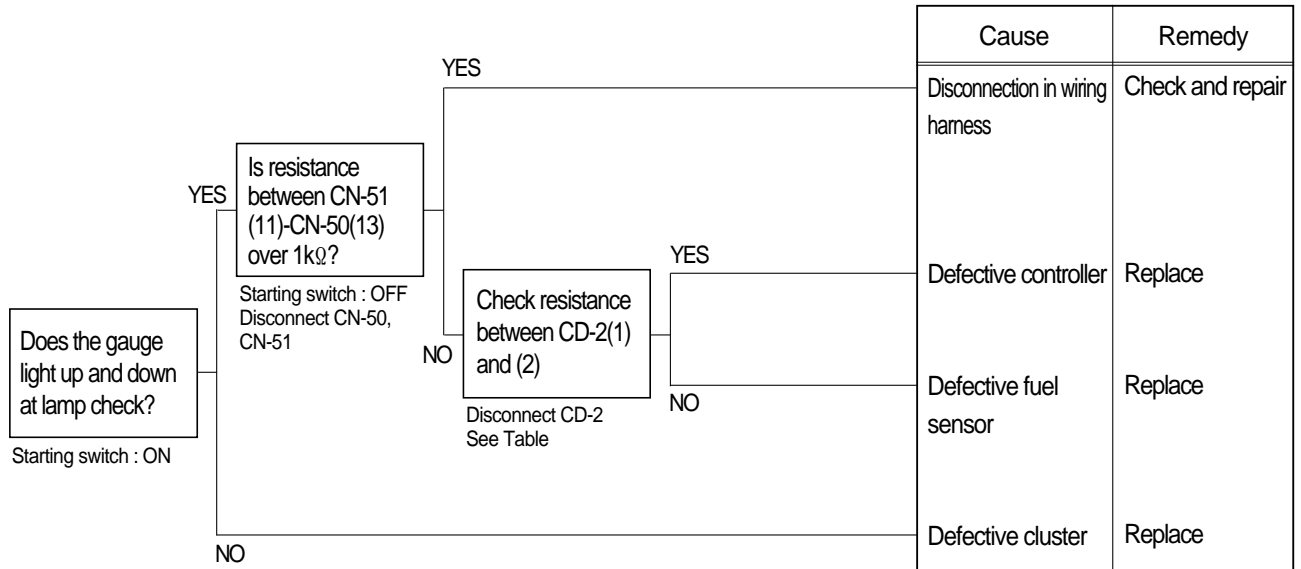 Cause
Remedy
YES
Disconnection in wiring
harness
Check and repair
YES
Is resistance
between CN-51
(11)-CN-50(13)
over 1kΩ?
Starting switch : OFF
Disconnect CN-50,
CN-51
YES
Defective controller
Replace
Check resistance
between CD-2(1)
and (2)
NO
Disconnect CD-2
See Table
NO
Defective fuel
sensor
Replace
Does the gauge
light up and down
at lamp check?
Starting switch : ON
NO
Defective cluster
Replace